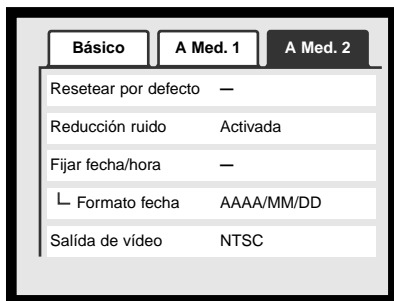 Básico A Med. 1 A Med. 2
Resetear por defecto —
Reducción ruido Activada
Fijar fecha/hora —
Formato fecha AAAA/MM/DD
Salída de vídeo NTSC